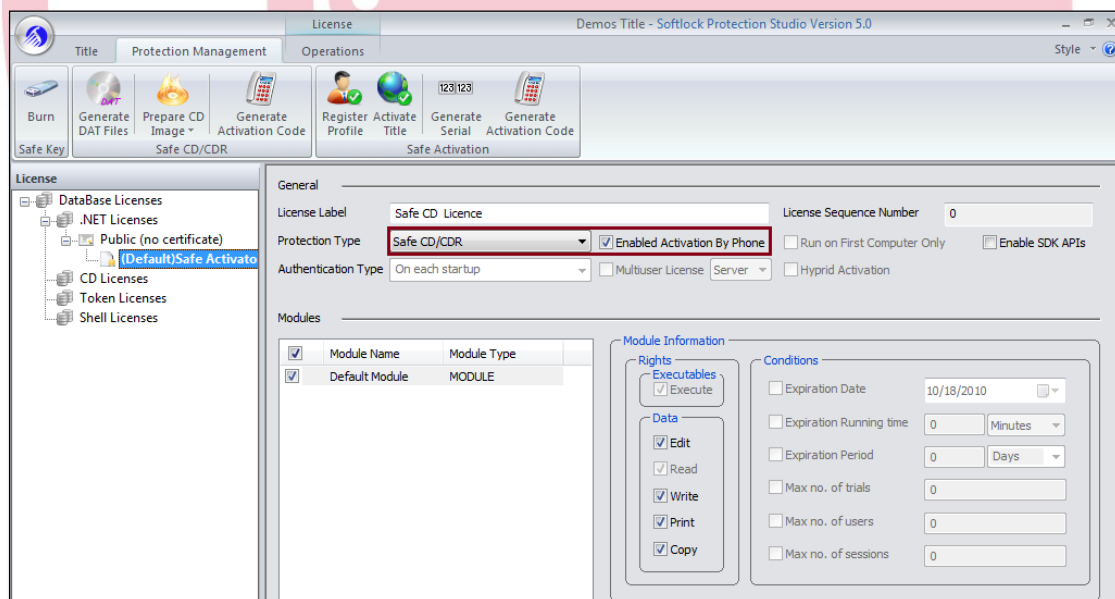 License
Demos Title - Softlock Protection Studio Version 5.0
Title
Protection Management
Operations
Style
Burn
Generate
DAT Files
Prepare CD
Image
Generate
Activation Code
Register
Profile
Activate
Title
Generate
Serial
Generate
Activation Code
DAT
123|123
Safe Key
Safe CD/CDR
Safe Activation
License
DataBase Licenses
.NET Licenses
Public (no certificate)
(Default)Safe Activato
CD Licenses
Token Licenses
Shell Licenses
General
License Label
Safe CD Licence
License Sequence Number
0
Protection Type
Safe CD/CDR
Enabled Activation By Phone
Run on First Computer Only
Enable SDK APIs
Authentication Type
On each startup
Multiuser License
Server
Hyprid Activation
Modules
Module Name
Module Type
Default Module
MODULE
Module Information
Rights
Executables
Execute
Data
Edit
Read
Write
Print
Copy
Conditions
Expiration Date
10/18/2010
Expiration Running time
0
Minutes
Expiration Period
0
Days
Max no. of trials
0
Max no. of users
0
Max no. of sessions
0